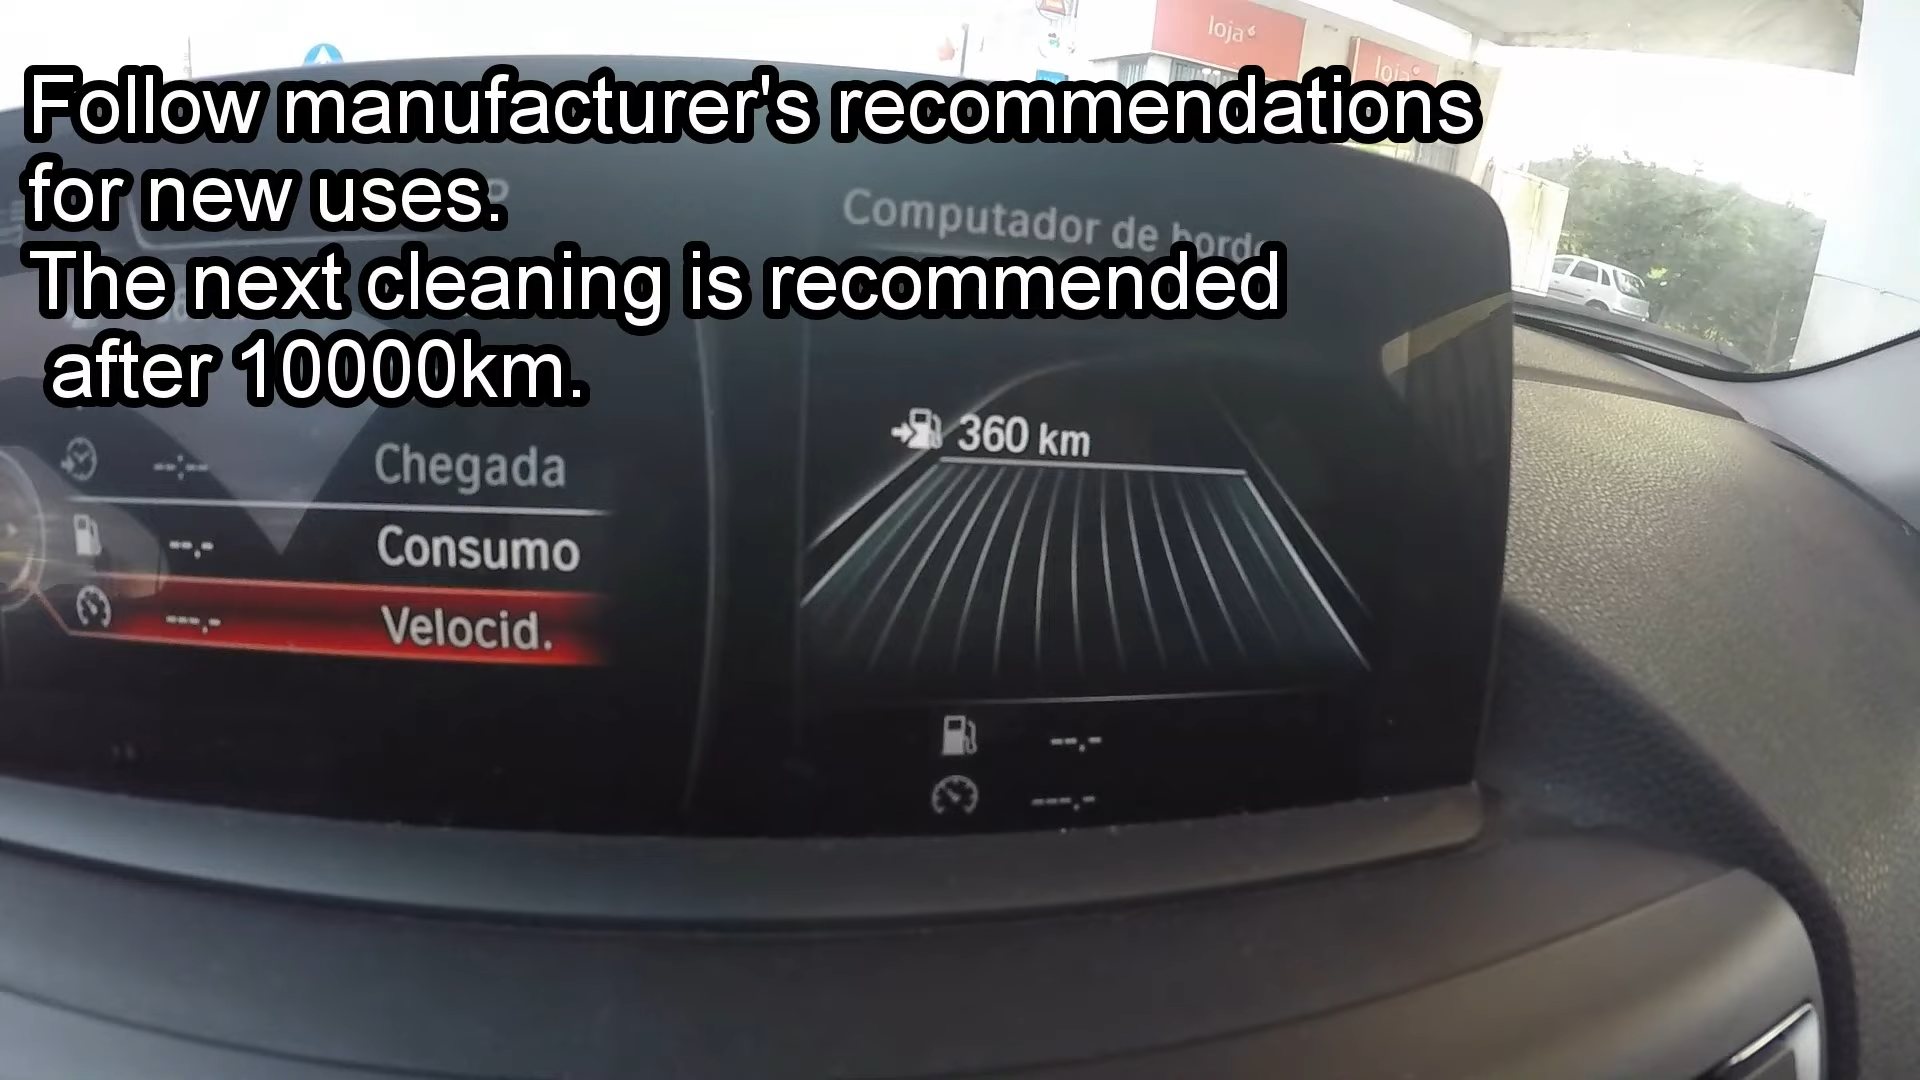 loja
loja
Follow manufacturer's recommendations
for new uses.
The next cleaning is recommended
after 10000km.
Computador de bordo
360 km
--:-- Chegada
--,- Consumo
---,- Velocid.
--,-
---,-